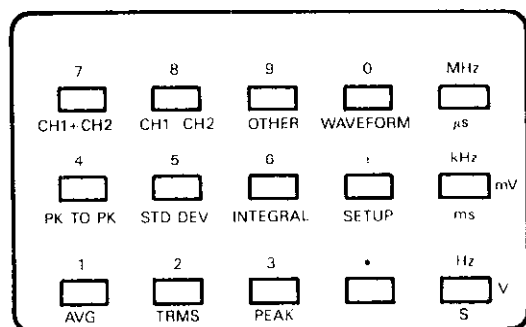 7 8 9 0 MHz
CH1+CH2 CH1 CH2 OTHER WAVEFORM µs
4 5 6 kHz
mV
PK TO PK STD DEV INTEGRAL SETUP ms
1 2 3 • Hz
V
AVG TRMS PEAK S